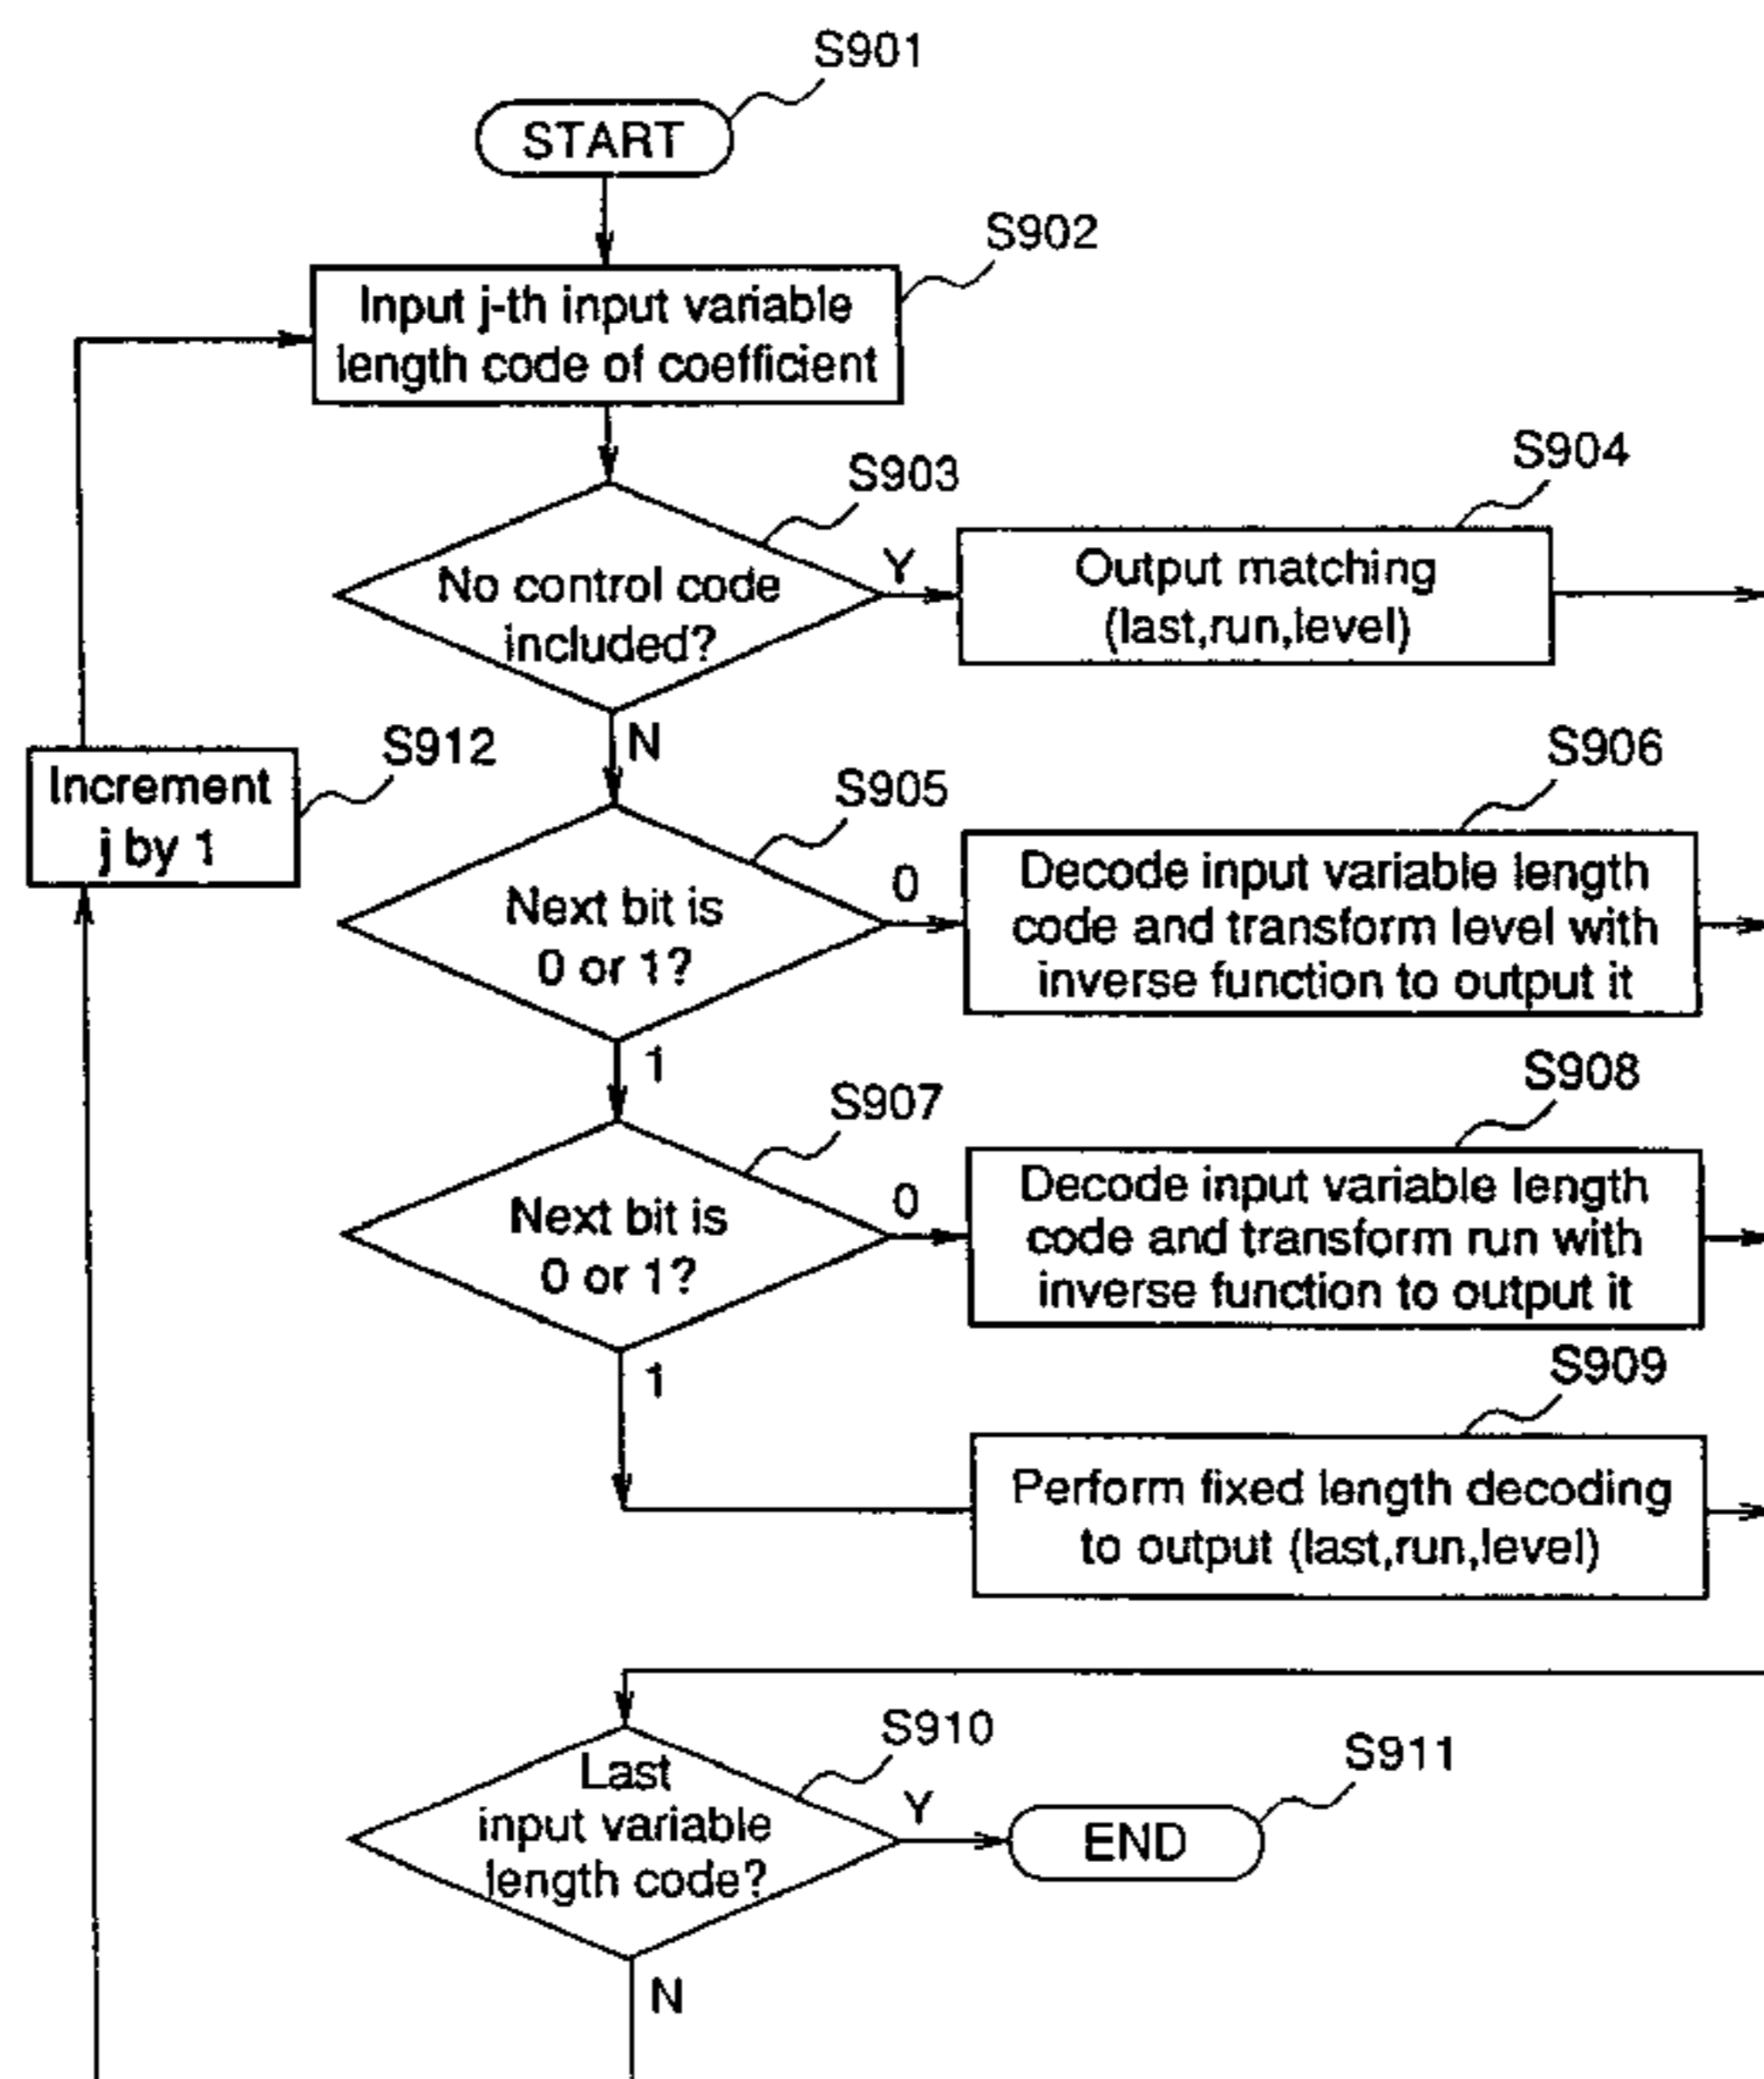 S901
START
S902
Input j-th input variable
length code of coefficient
S903
No control code
included?
Y
S904
Output matching
(last,run,level)
N
S912
Increment
j by 1
S905
Next bit is
0 or 1?
0
S906
Decode input variable length
code and transform level with
inverse function to output it
1
S907
Next bit is
0 or 1?
0
S908
Decode input variable length
code and transform run with
inverse function to output it
1
S909
Perform fixed length decoding
to output (last,run,level)
S910
Last
input variable
length code?
Y
S911
END
N